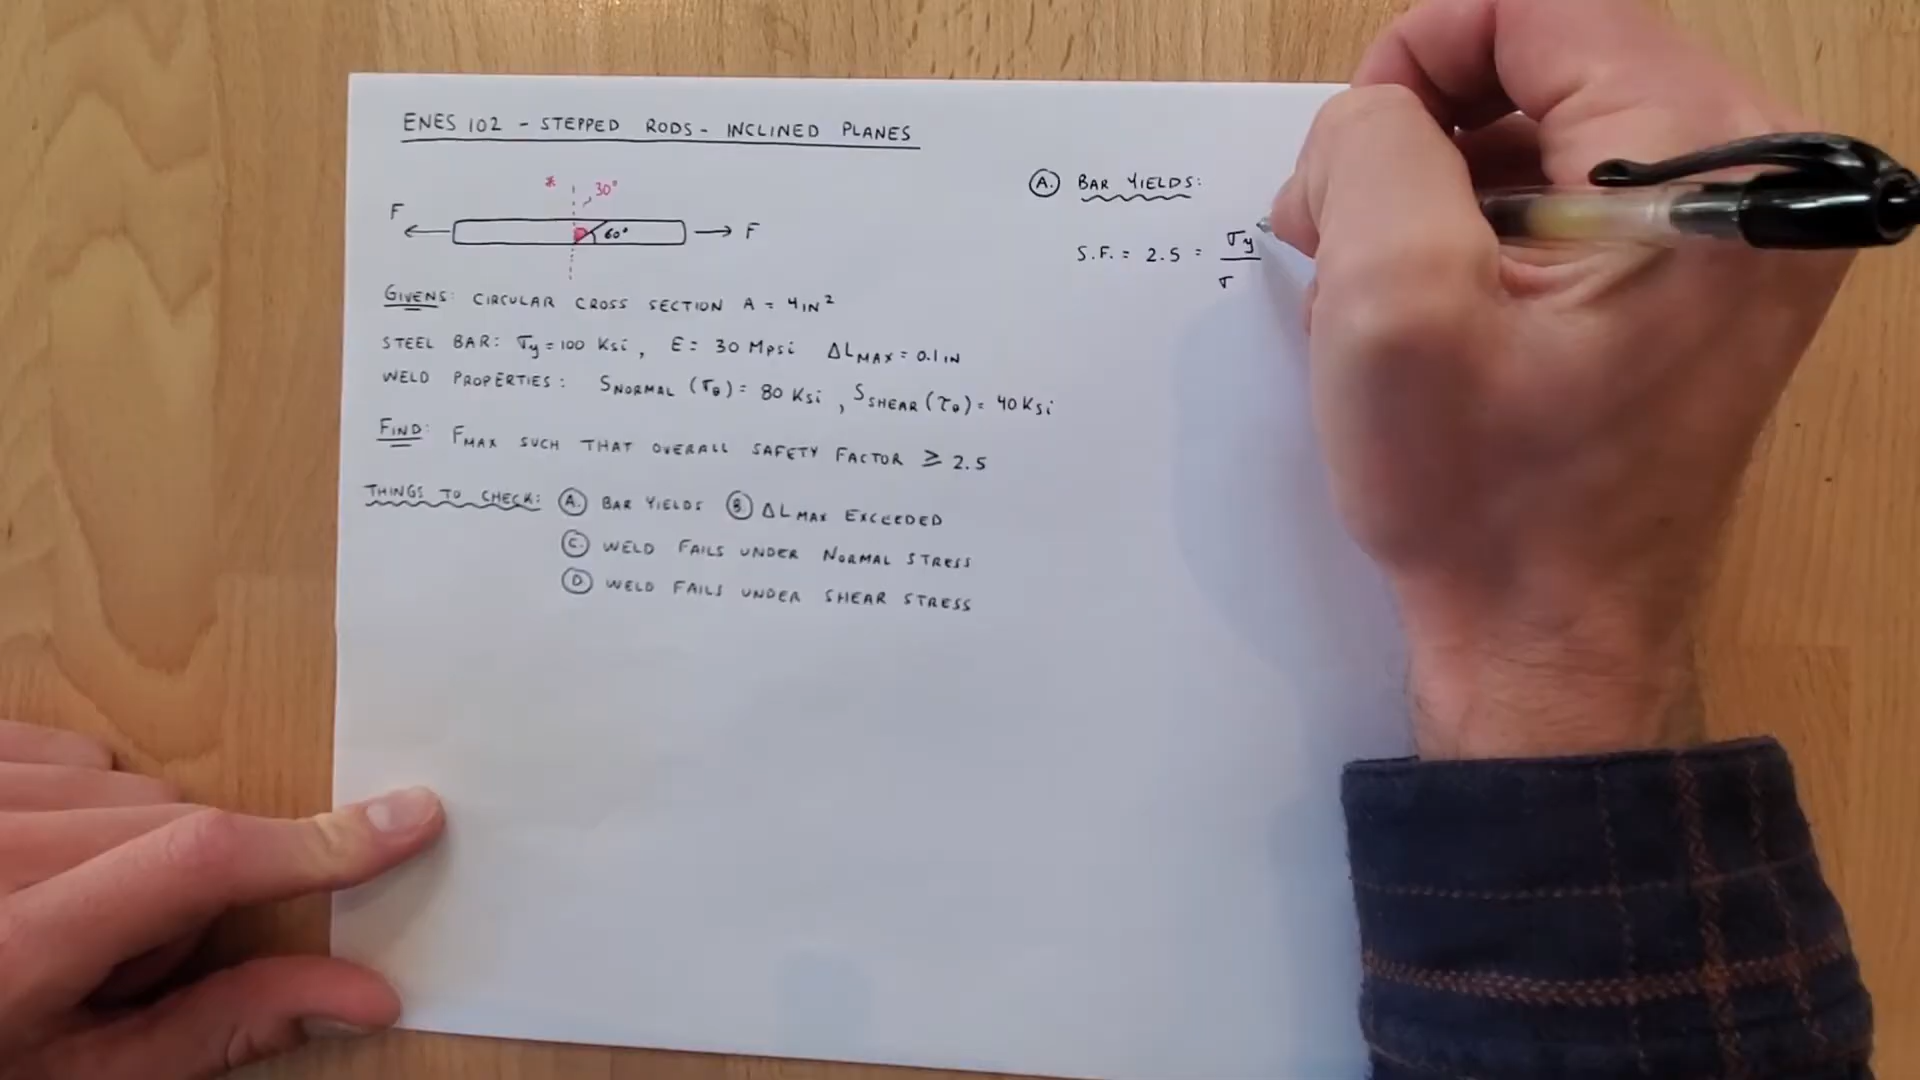 ENES 102 - STEPPED RODS - INCLINED PLANES
* 30°
F 60° F
GIVENS: CIRCULAR CROSS SECTION A = 4 IN²
STEEL BAR: σy = 100 Ksi, E = 30 Mpsi ΔLMAX = 0.1 IN
WELD PROPERTIES: SNORMAL (σθ) = 80 Ksi, SSHEAR (τθ) = 40 Ksi
FIND: FMAX SUCH THAT OVERALL SAFETY FACTOR ≥ 2.5
THINGS TO CHECK: A. BAR YIELDS B. ΔLMAX EXCEEDED
C. WELD FAILS UNDER NORMAL STRESS
D. WELD FAILS UNDER SHEAR STRESS
A. BAR YIELDS:
S.F. = 2.5 = σy
σ